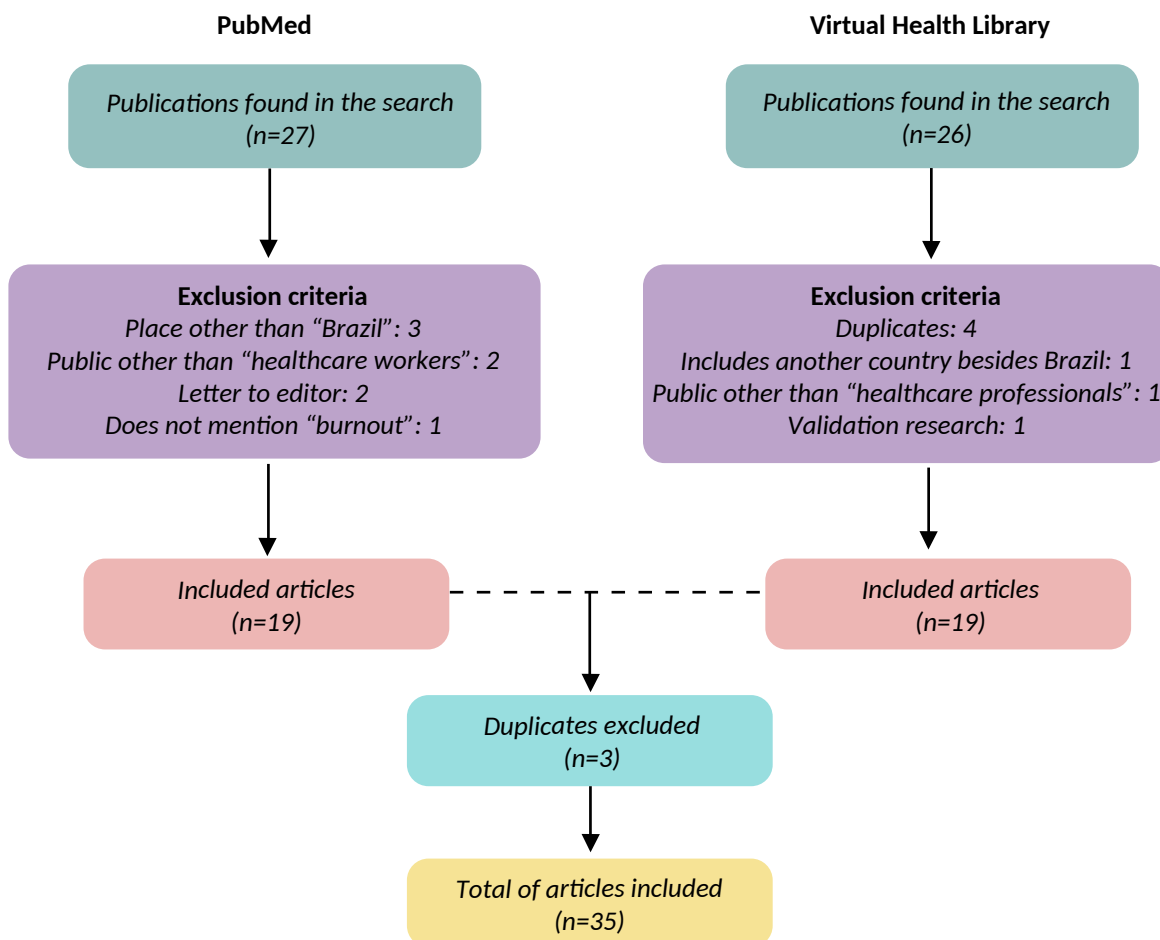 PubMed
Publications found in the search
(n=27)
Exclusion criteria
Place other than “Brazil”: 3
Public other than “healthcare workers”: 2
Letter to editor: 2
Does not mention “burnout”: 1
Included articles
(n=19)
Virtual Health Library
Publications found in the search
(n=26)
Exclusion criteria
Duplicates: 4
Includes another country besides Brazil: 1
Public other than “healthcare professionals”: 1
Validation research: 1
Included articles
(n=19)
Duplicates excluded
(n=3)
Total of articles included
(n=35)